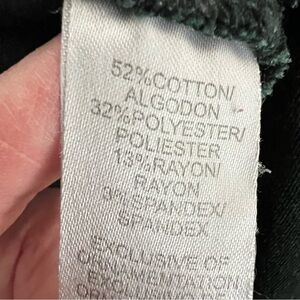 52%COTTON/
ALGODON
32%POLYESTER/
POLIESTER
13%RAYON/
RAYON
3%SPANDEX/
SPANDEX
EXCLUSIVE OF
ORNAMENTATION